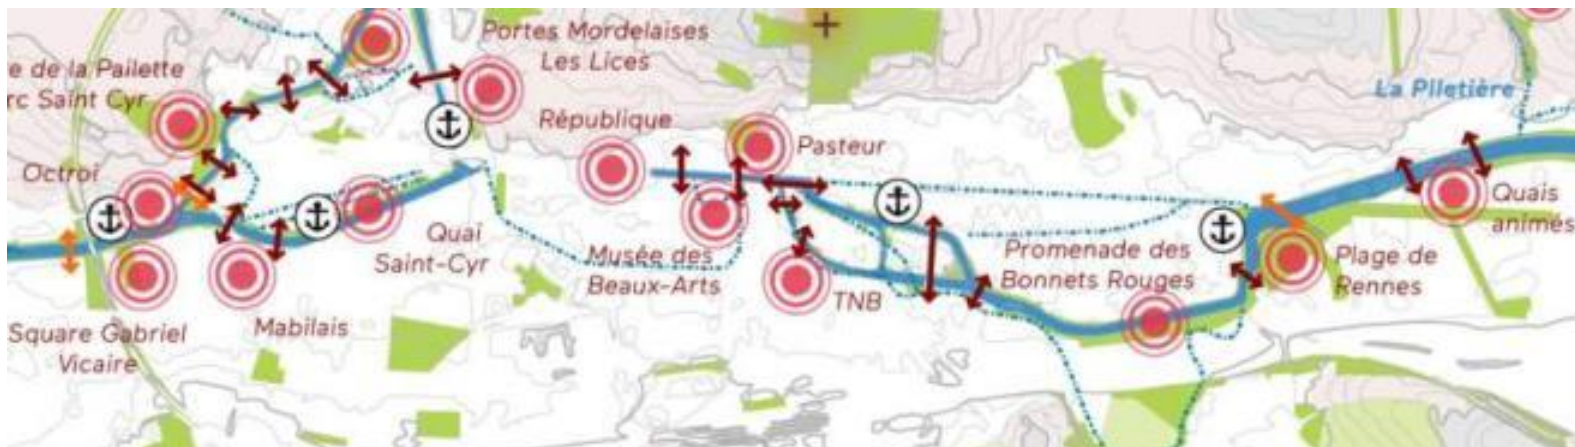 Portes Mordelaises
Les Lices
e de la Pailette
rc Saint Cyr
La Piletière
République
Pasteur
Octroi
Quais
animés
Quai
Saint-Cyr
Musée des
Beaux-Arts
Promenade des
Bonnets Rouges
Plage de
Rennes
TNB
Mabilais
Square Gabriel
Vicaire